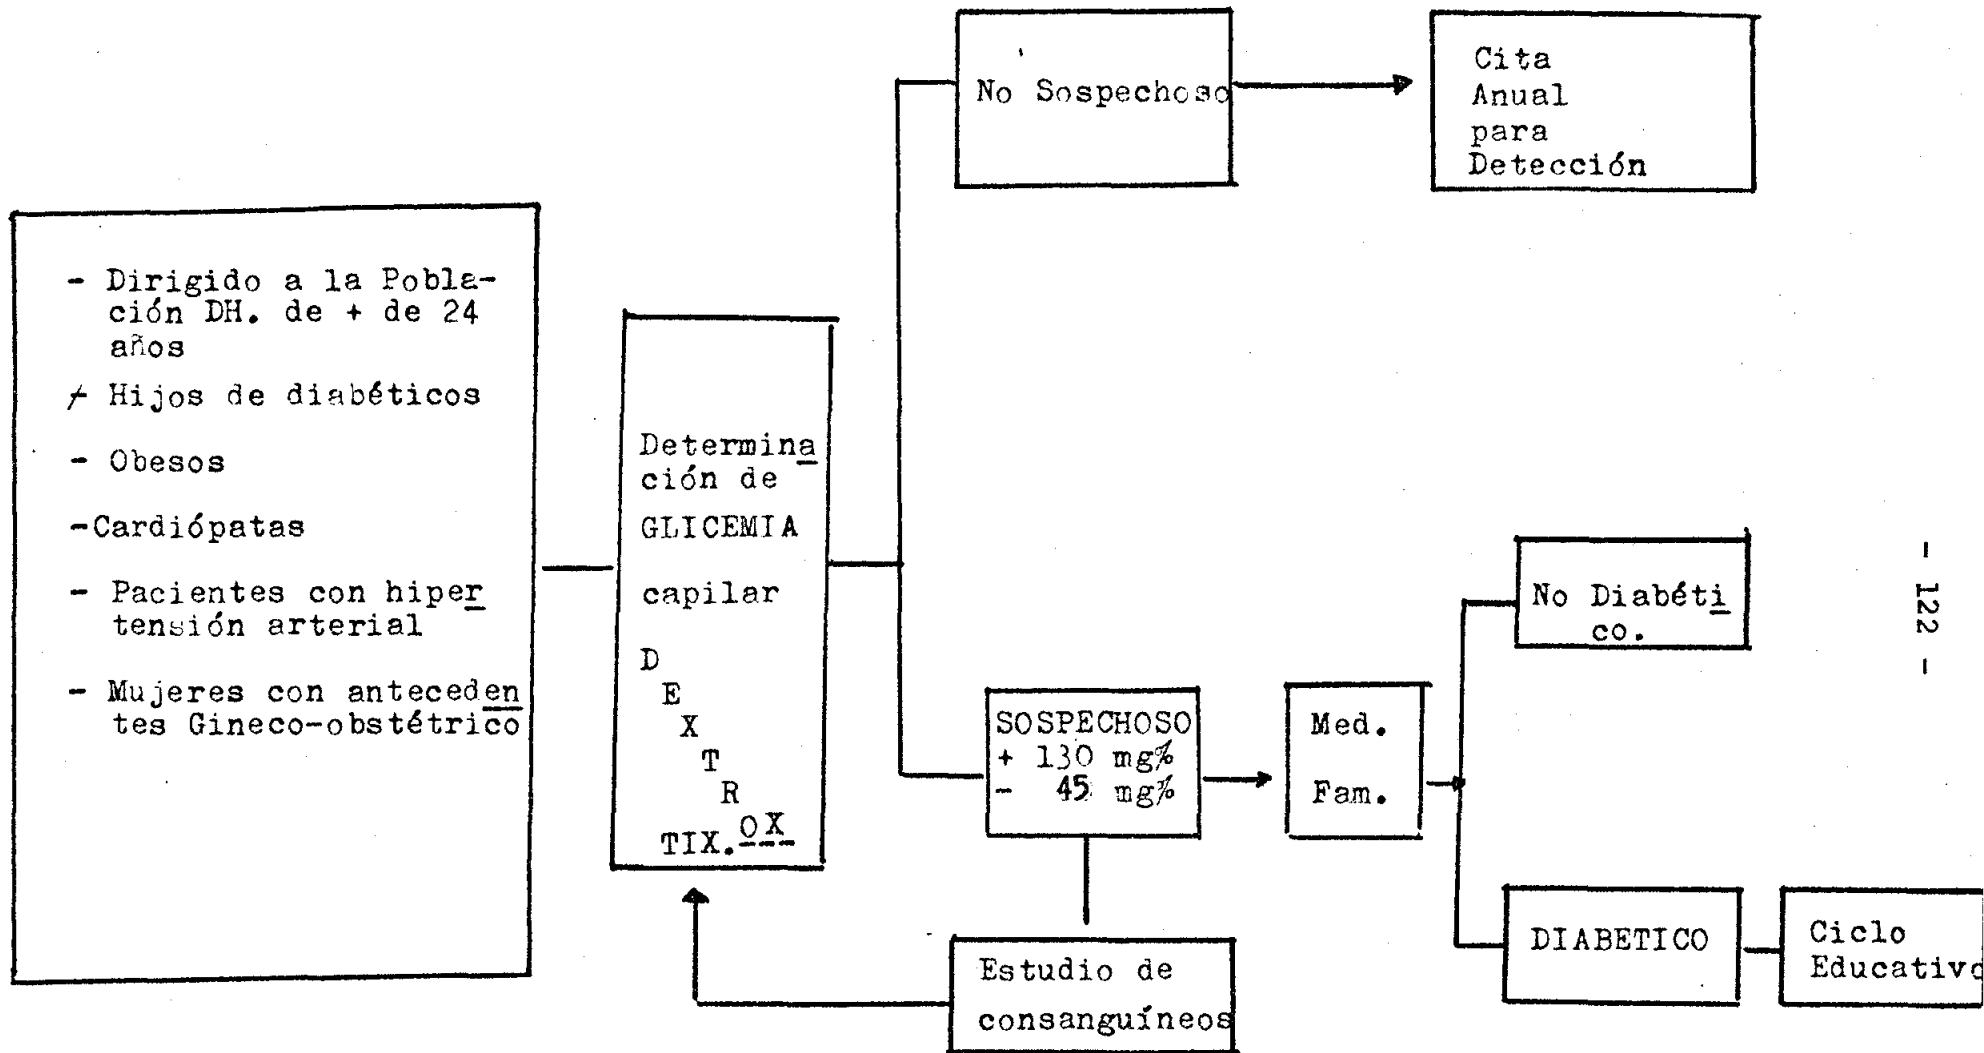 - Dirigido a la Pobla-
ción DH. de + de 24
años
- Hijos de diabéticos
- Obesos
-Cardiópatas
- Pacientes con hiper
tensión arterial
- Mujeres con anteceden
tes Gineco-obstétrico
Determina
ción de
GLICEMIA
capilar
D
E
X
T
R
OX
TIX.
No Sospechoso
Cita
Anual
para
Detección
SOSPECHOSO
+ 130 mg%
- 45 mg%
Estudio de
consanguíneos
Med.
Fam.
No Diabéti
co.
DIABETICO
Ciclo
Educativo
- 122 -